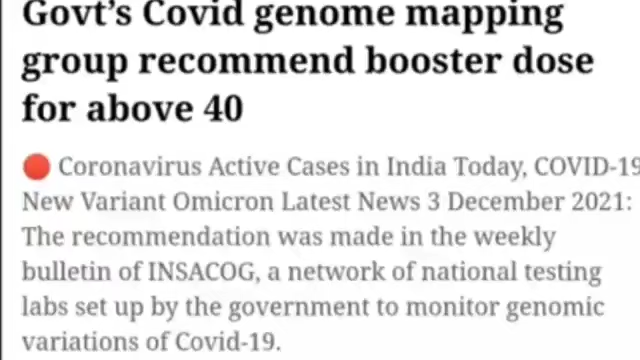 Govt’s Covid genome mapping
group recommend booster dose
for above 40
🔴 Coronavirus Active Cases in India Today, COVID-19
New Variant Omicron Latest News 3 December 2021:
The recommendation was made in the weekly
bulletin of INSACOG, a network of national testing
labs set up by the government to monitor genomic
variations of Covid-19.